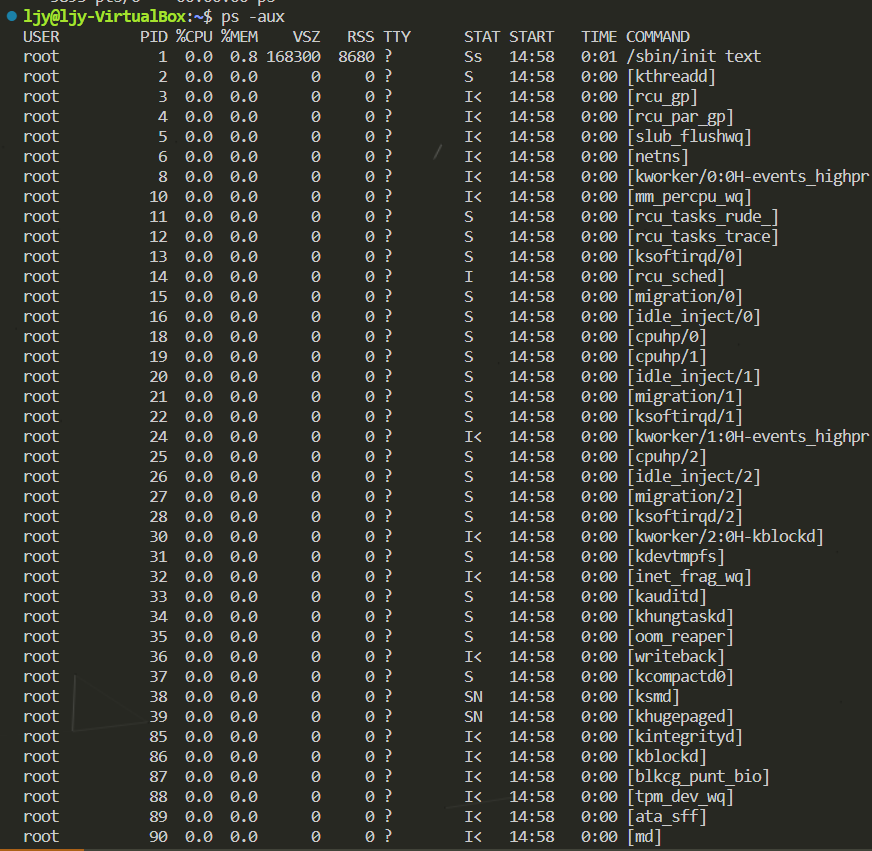 ljy@ljy-VirtualBox:~$ ps -aux
USER PID %CPU %MEM VSZ RSS TTY STAT START TIME COMMAND
root 1 0.0 0.8 168300 8680 ? Ss 14:58 0:01 /sbin/init text
root 2 0.0 0.0 0 0 ? S 14:58 0:00 [kthreadd]
root 3 0.0 0.0 0 0 ? I< 14:58 0:00 [rcu_gp]
root 4 0.0 0.0 0 0 ? I< 14:58 0:00 [rcu_par_gp]
root 5 0.0 0.0 0 0 ? I< 14:58 0:00 [slub_flushwq]
root 6 0.0 0.0 0 0 ? I< 14:58 0:00 [netns]
root 8 0.0 0.0 0 0 ? I< 14:58 0:00 [kworker/0:0H-events_highpr
root 10 0.0 0.0 0 0 ? I< 14:58 0:00 [mm_percpu_wq]
root 11 0.0 0.0 0 0 ? S 14:58 0:00 [rcu_tasks_rude_]
root 12 0.0 0.0 0 0 ? S 14:58 0:00 [rcu_tasks_trace]
root 13 0.0 0.0 0 0 ? S 14:58 0:00 [ksoftirqd/0]
root 14 0.0 0.0 0 0 ? I 14:58 0:00 [rcu_sched]
root 15 0.0 0.0 0 0 ? S 14:58 0:00 [migration/0]
root 16 0.0 0.0 0 0 ? S 14:58 0:00 [idle_inject/0]
root 18 0.0 0.0 0 0 ? S 14:58 0:00 [cpuhp/0]
root 19 0.0 0.0 0 0 ? S 14:58 0:00 [cpuhp/1]
root 20 0.0 0.0 0 0 ? S 14:58 0:00 [idle_inject/1]
root 21 0.0 0.0 0 0 ? S 14:58 0:00 [migration/1]
root 22 0.0 0.0 0 0 ? S 14:58 0:00 [ksoftirqd/1]
root 24 0.0 0.0 0 0 ? I< 14:58 0:00 [kworker/1:0H-events_highpr
root 25 0.0 0.0 0 0 ? S 14:58 0:00 [cpuhp/2]
root 26 0.0 0.0 0 0 ? S 14:58 0:00 [idle_inject/2]
root 27 0.0 0.0 0 0 ? S 14:58 0:00 [migration/2]
root 28 0.0 0.0 0 0 ? S 14:58 0:00 [ksoftirqd/2]
root 30 0.0 0.0 0 0 ? I< 14:58 0:00 [kworker/2:0H-kblockd]
root 31 0.0 0.0 0 0 ? S 14:58 0:00 [kdevtmpfs]
root 32 0.0 0.0 0 0 ? I< 14:58 0:00 [inet_frag_wq]
root 33 0.0 0.0 0 0 ? S 14:58 0:00 [kauditd]
root 34 0.0 0.0 0 0 ? S 14:58 0:00 [khungtaskd]
root 35 0.0 0.0 0 0 ? S 14:58 0:00 [oom_reaper]
root 36 0.0 0.0 0 0 ? I< 14:58 0:00 [writeback]
root 37 0.0 0.0 0 0 ? S 14:58 0:00 [kcompactd0]
root 38 0.0 0.0 0 0 ? SN 14:58 0:00 [ksmd]
root 39 0.0 0.0 0 0 ? SN 14:58 0:00 [khugepaged]
root 85 0.0 0.0 0 0 ? I< 14:58 0:00 [kintegrityd]
root 86 0.0 0.0 0 0 ? I< 14:58 0:00 [kblockd]
root 87 0.0 0.0 0 0 ? I< 14:58 0:00 [blkcg_punt_bio]
root 88 0.0 0.0 0 0 ? I< 14:58 0:00 [tpm_dev_wq]
root 89 0.0 0.0 0 0 ? I< 14:58 0:00 [ata_sff]
root 90 0.0 0.0 0 0 ? I< 14:58 0:00 [md]